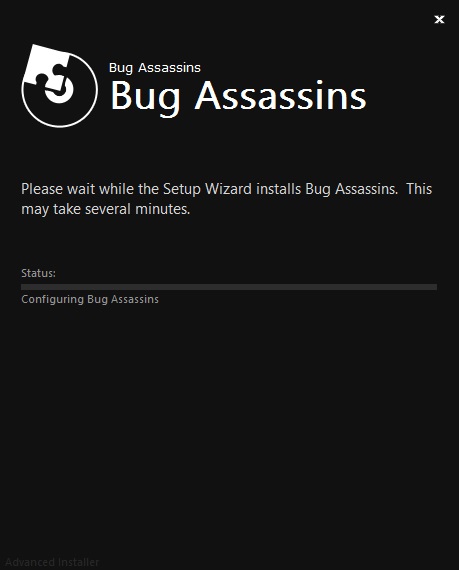 Bug Assassins
Bug Assassins
Please wait while the Setup Wizard installs Bug Assassins.  This
may take several minutes.
Status:
Configuring Bug Assassins
Advanced Installer